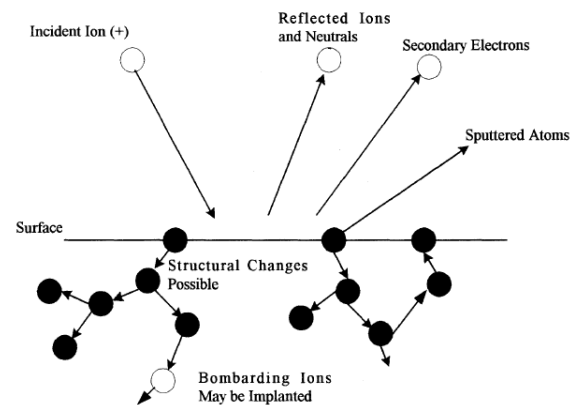 Incident Ion (+)
Reflected Ions
and Neutrals
Secondary Electrons
Sputtered Atoms
Surface
Structural Changes
Possible
Bombarding Ions
May be Implanted